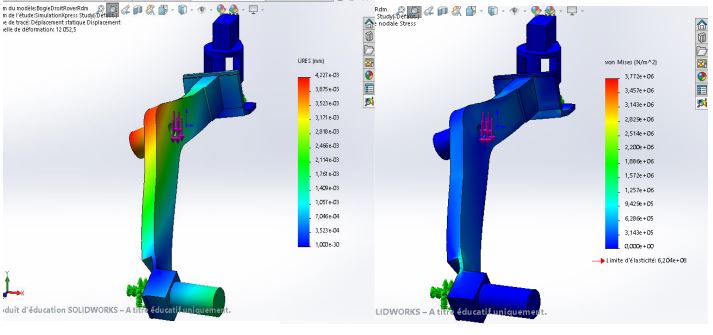 m du modèle:BogieDroitRoverRdm
n de l'étude:SimulationXpress Study(-Défaut-)
e de tracé: Déplacement statique Déplacement
elle de déformation: 12 052,5
URES (mm)
4,227e-03
3,875e-03
3,523e-03
3,171e-03
2,818e-03
2,466e-03
2,114e-03
1,761e-03
1,409e-03
1,057e-03
7,046e-04
3,523e-04
1,000e-30
oduit d'éducation SOLIDWORKS – A titre éducatif uniquement.
Rdm
Study(-Défaut-)
e nodale Stress
von Mises (N/m^2)
3,772e+06
3,457e+06
3,143e+06
2,829e+06
2,514e+06
2,200e+06
1,886e+06
1,572e+06
1,257e+06
9,429e+05
6,286e+05
3,143e+05
0,000e+00
Limite d'élasticité: 6,204e+08
LIDWORKS – A titre éducatif uniquement.